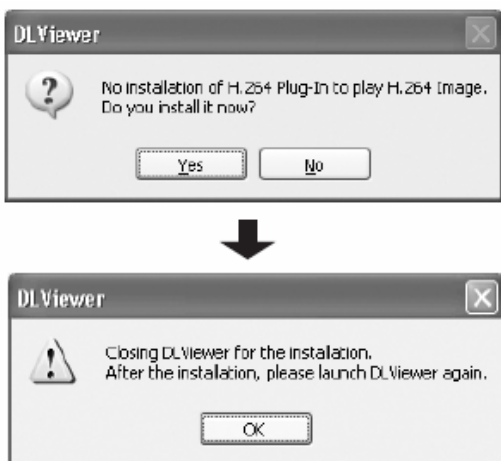 DLViewer
No installation of H.264 Plug-In to play H.264 Image.
Do you install it now?
Yes No
DLViewer
Closing DLViewer for the installation.
After the installation, please launch DLViewer again.
OK